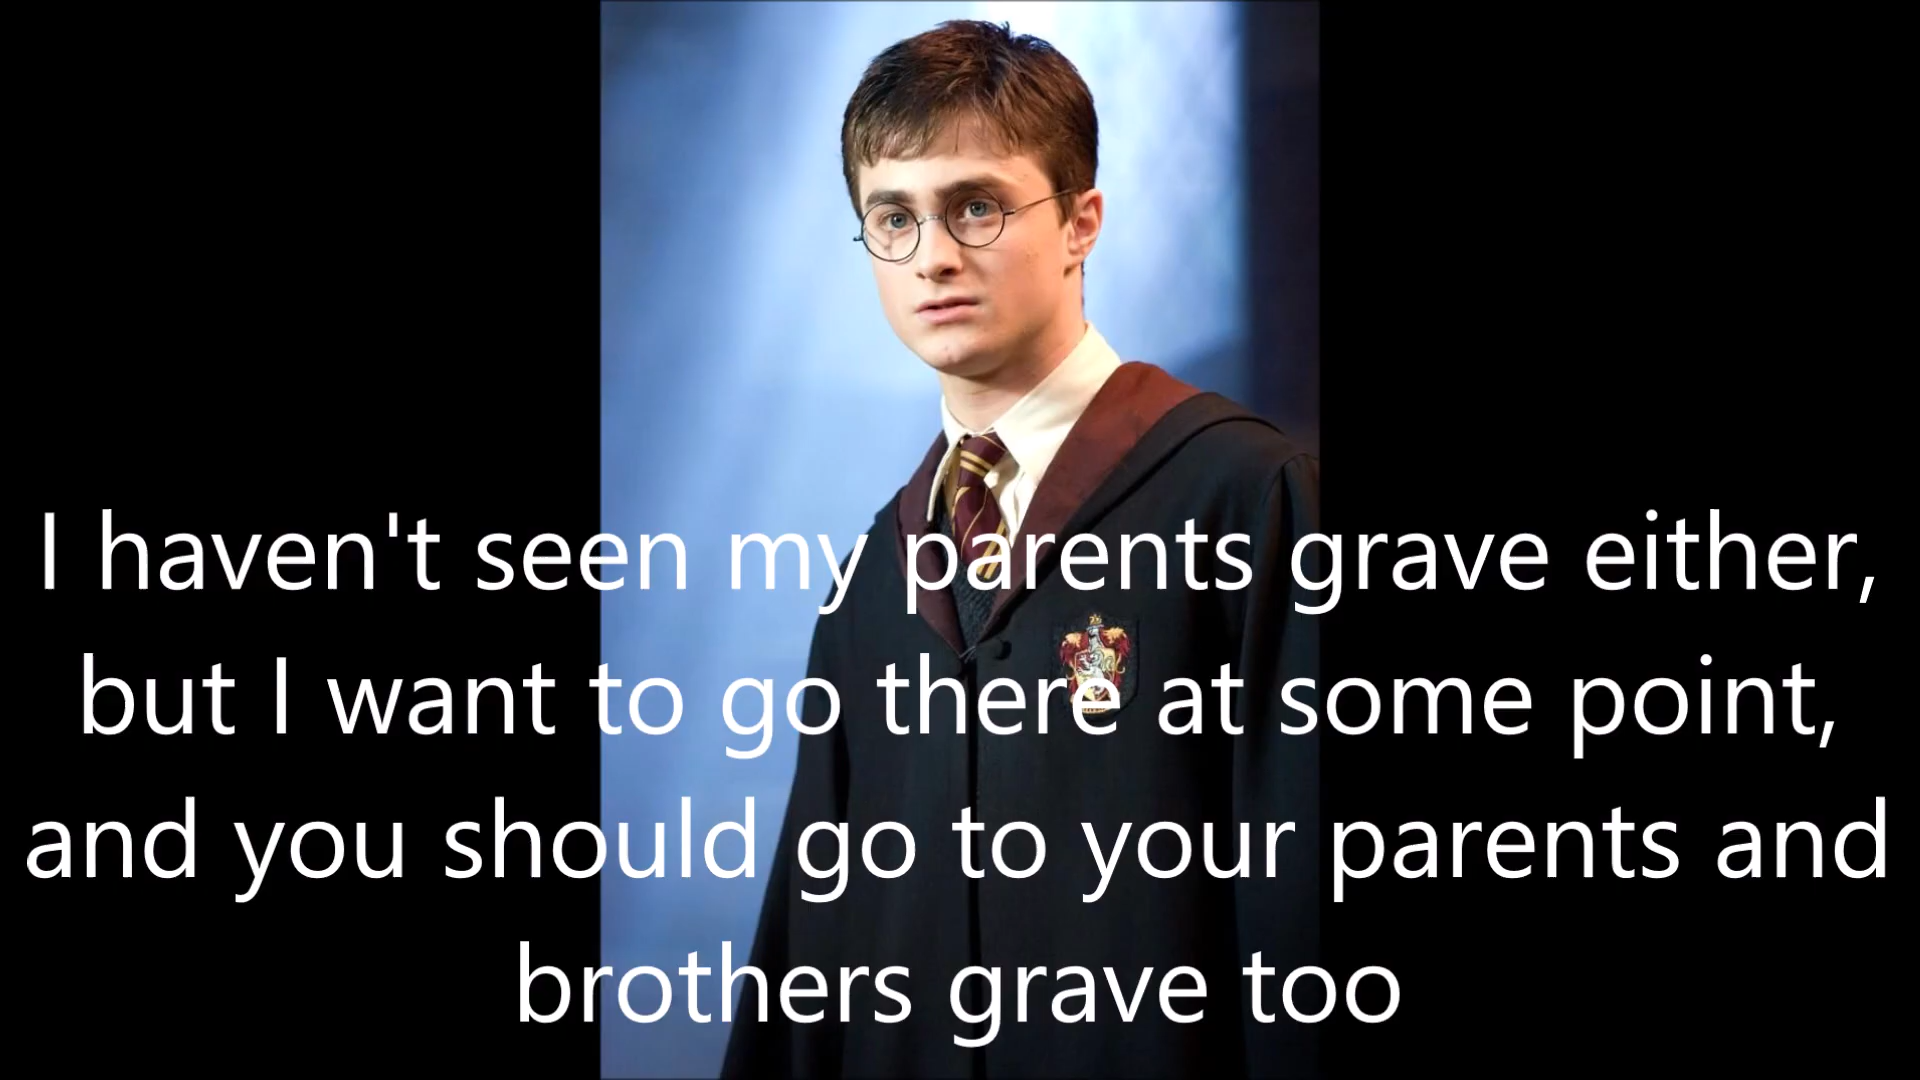 I haven't seen my parents grave either,
but I want to go there at some point,
and you should go to your parents and
brothers grave too